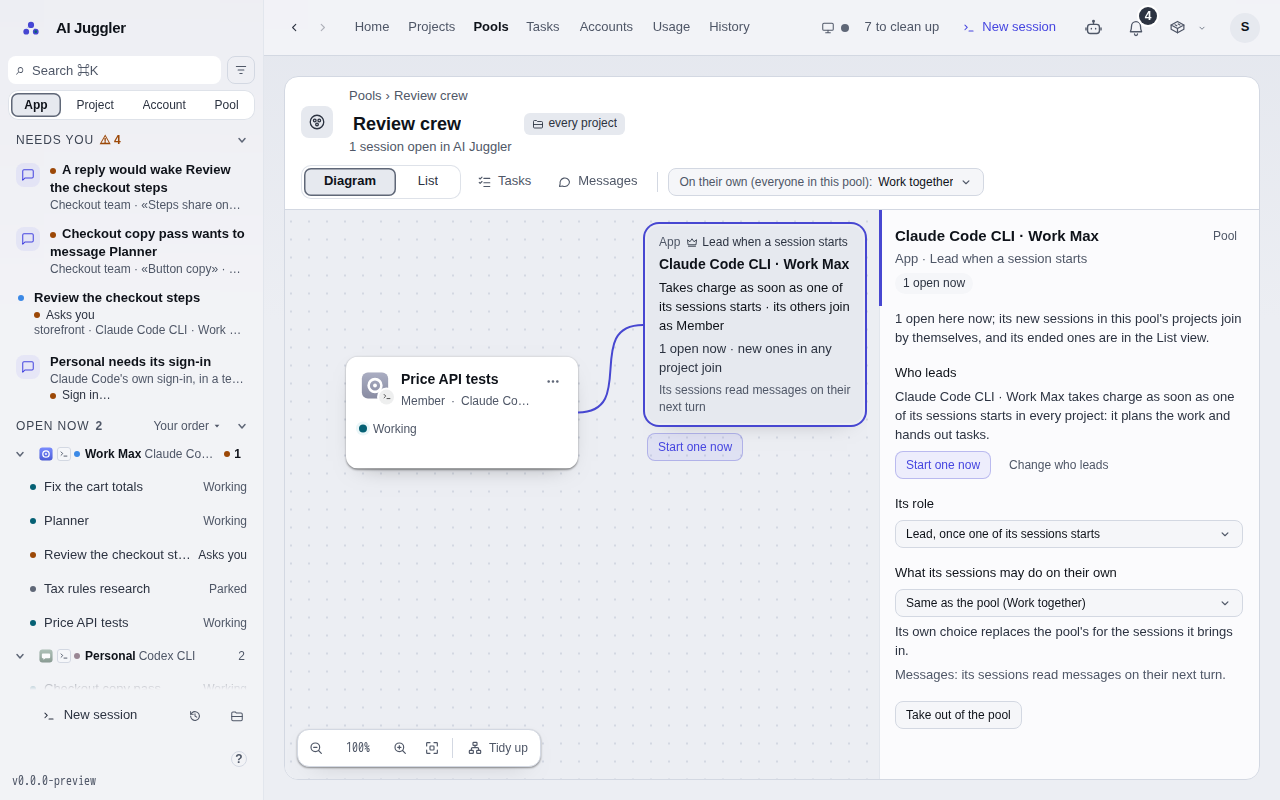 AI Juggler
Search ⌘K
App Project Account Pool
NEEDS YOU 4
A reply would wake Review the checkout steps
Checkout team · «Steps share on…
Checkout copy pass wants to message Planner
Checkout team · «Button copy» · …
Review the checkout steps
Asks you
storefront · Claude Code CLI · Work …
Personal needs its sign-in
Claude Code's own sign-in, in a te…
Sign in…
OPEN NOW 2 Your order
Work Max Claude Co… 1
Fix the cart totals Working
Planner Working
Review the checkout st… Asks you
Tax rules research Parked
Price API tests Working
Personal Codex CLI 2
Checkout copy pass Working
New session
?
v0.0.0-preview
Home Projects Pools Tasks Accounts Usage History
7 to clean up
New session
4
S
Pools › Review crew
Review crew
every project
1 session open in AI Juggler
Diagram List Tasks Messages
On their own (everyone in this pool): Work together
App Lead when a session starts
Claude Code CLI · Work Max
Takes charge as soon as one of
its sessions starts · its others join
as Member
1 open now · new ones in any
project join
Its sessions read messages on their
next turn
Start one now
Price API tests
Member · Claude Co…
Working
100%
Tidy up
Claude Code CLI · Work Max Pool
App · Lead when a session starts
1 open now
1 open here now; its new sessions in this pool's projects join
by themselves, and its ended ones are in the List view.
Who leads
Claude Code CLI · Work Max takes charge as soon as one
of its sessions starts in every project: it plans the work and
hands out tasks.
Start one now Change who leads
Its role
Lead, once one of its sessions starts
What its sessions may do on their own
Same as the pool (Work together)
Its own choice replaces the pool's for the sessions it brings
in.
Messages: its sessions read messages on their next turn.
Take out of the pool